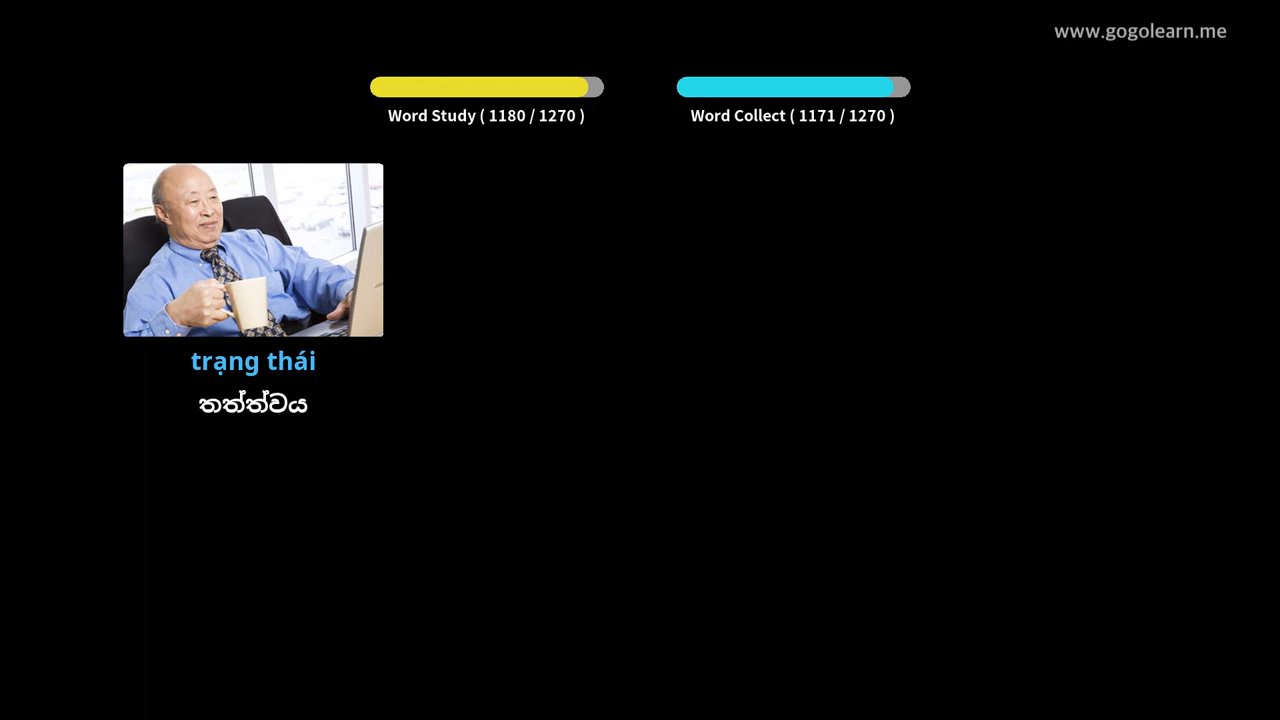 www.gogolearn.me
Word Study ( 1180 / 1270 )
Word Collect ( 1171 / 1270 )
trạng thái
තත්ත්වය